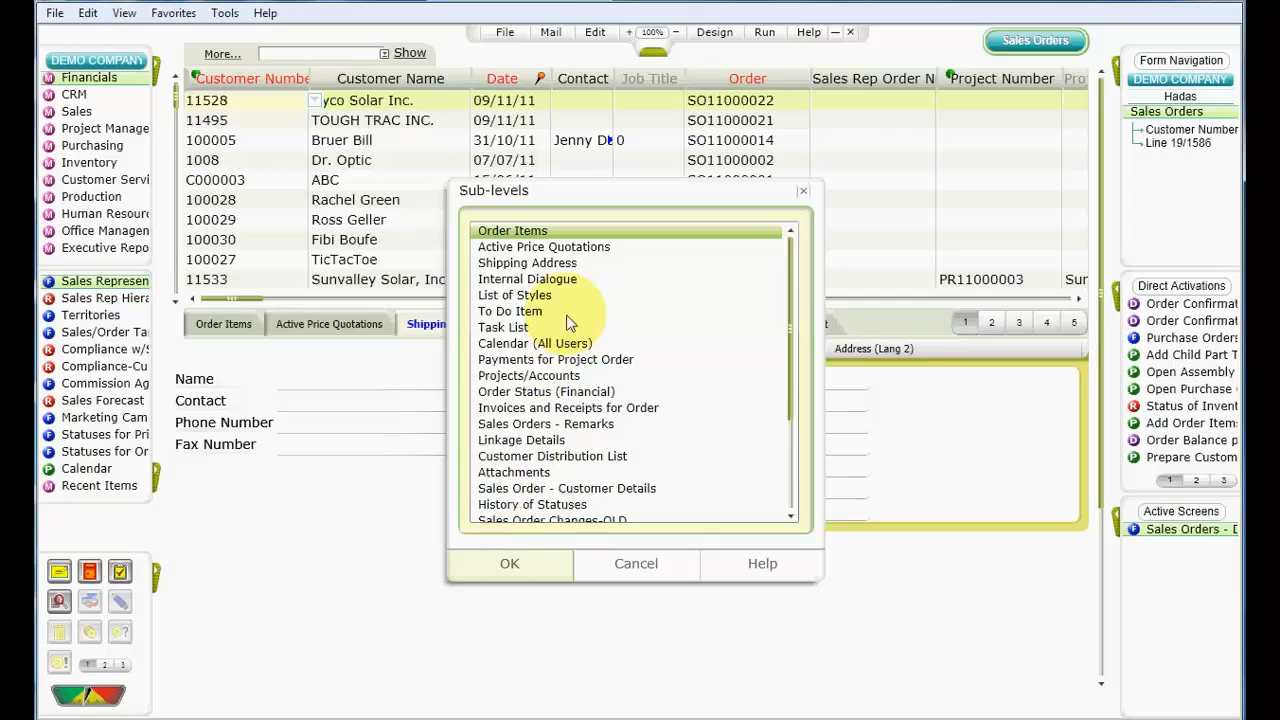 File Edit View Favorites Tools Help
File Mail Edit + 100% − Design Run Help
Sales Orders
DEMO COMPANY
Financials
CRM
Sales
Project Manage
Purchasing
Inventory
Customer Servi
Production
Human Resour
Office Managen
Executive Repo
Sales Represen
Sales Rep Hiera
Territories
Sales/Order Ta
Compliance w/S
Compliance-Cu
Commission Ag
Sales Forecast
Marketing Cam
Statuses for Pri
Statuses for Or
Calendar
Recent Items
1 2 3
More... Show
Customer Numbe Customer Name Date Contact Job Title Order Sales Rep Order N Project Number
11528 yco Solar Inc. 09/11/11 SO11000022
11495 TOUGH TRAC INC. 09/11/11 SO11000021
100005 Bruer Bill 31/10/11 Jenny D 0 SO11000014
1008 Dr. Optic 07/07/11 SO11000002
C000003 ABC
100028 Rachel Green
100029 Ross Geller
100030 Fibi Boufe
100027 TicTacToe
11533 Sunvalley Solar, Inc PR11000003 Sun
Order Items Active Price Quotations Shippin t 1 2 3 4 5
Address (Lang 2)
Name
Contact
Phone Number
Fax Number
Sub-levels
Order Items
Active Price Quotations
Shipping Address
Internal Dialogue
List of Styles
To Do Item
Task List
Calendar (All Users)
Payments for Project Order
Projects/Accounts
Order Status (Financial)
Invoices and Receipts for Order
Sales Orders - Remarks
Linkage Details
Customer Distribution List
Attachments
Sales Order - Customer Details
History of Statuses
Sales Order Changes-OLD
OK Cancel Help
Form Navigation
DEMO COMPANY
Hadas
Sales Orders
Customer Number
Line 19/1586
Direct Activations
Order Confirmat
Order Confirmat
Purchase Orders
Add Child Part T
Open Assembly
Open Purchase
Status of Invent
Add Order Items
Order Balance p
Prepare Custom
1 2 3
Active Screens
Sales Orders - D